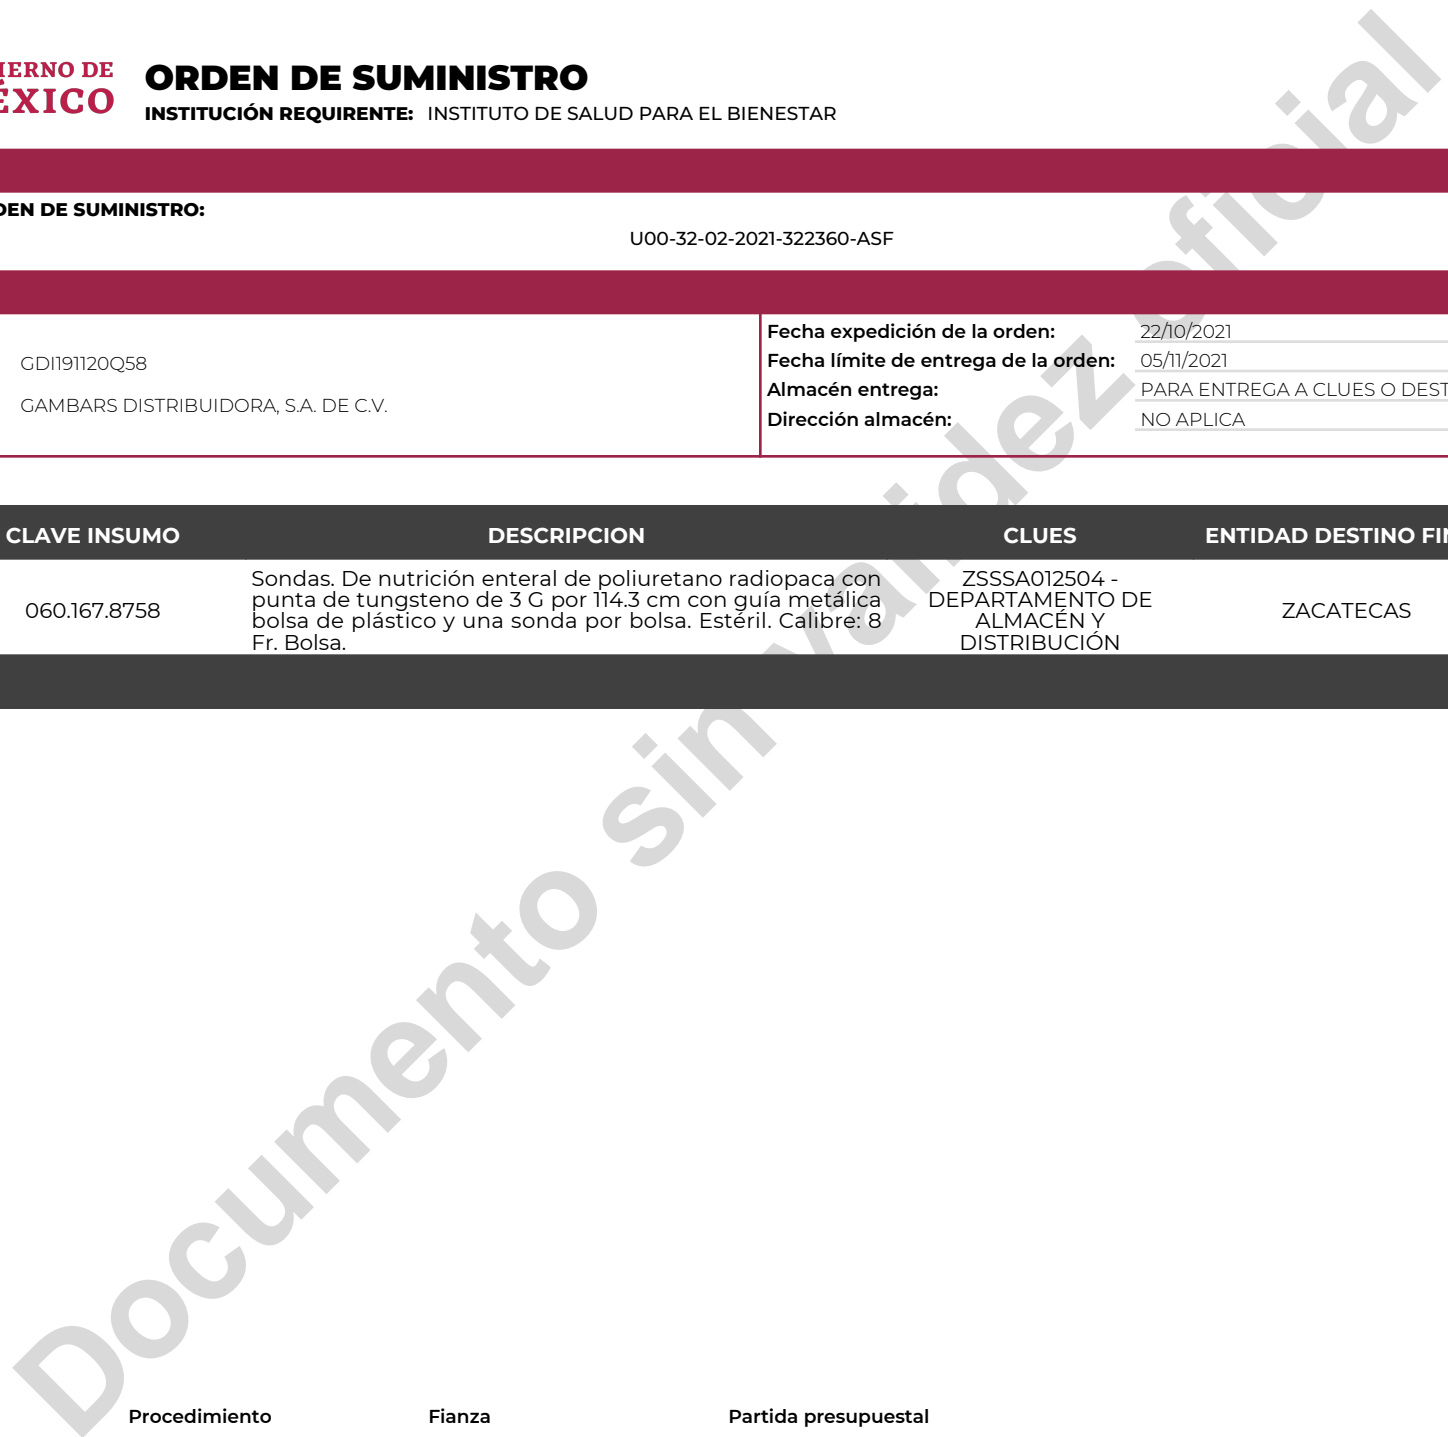 IERNO DE
ÉXICO
ORDEN DE SUMINISTRO
INSTITUCIÓN REQUIRENTE: INSTITUTO DE SALUD PARA EL BIENESTAR
DEN DE SUMINISTRO:
U00-32-02-2021-322360-ASF
GDI191120Q58
GAMBARS DISTRIBUIDORA, S.A. DE C.V.
Fecha expedición de la orden: 22/10/2021
Fecha límite de entrega de la orden: 05/11/2021
Almacén entrega: PARA ENTREGA A CLUES O DEST
Dirección almacén: NO APLICA
CLAVE INSUMO DESCRIPCION CLUES ENTIDAD DESTINO FIN
060.167.8758
Sondas. De nutrición enteral de poliuretano radiopaca con
punta de tungsteno de 3 G por 114.3 cm con guía metálica
bolsa de plástico y una sonda por bolsa. Estéril. Calibre: 8
Fr. Bolsa.
ZSSSA012504 -
DEPARTAMENTO DE
ALMACÉN Y
DISTRIBUCIÓN
ZACATECAS
Documento sin validez oficial
Procedimiento Fianza Partida presupuestal